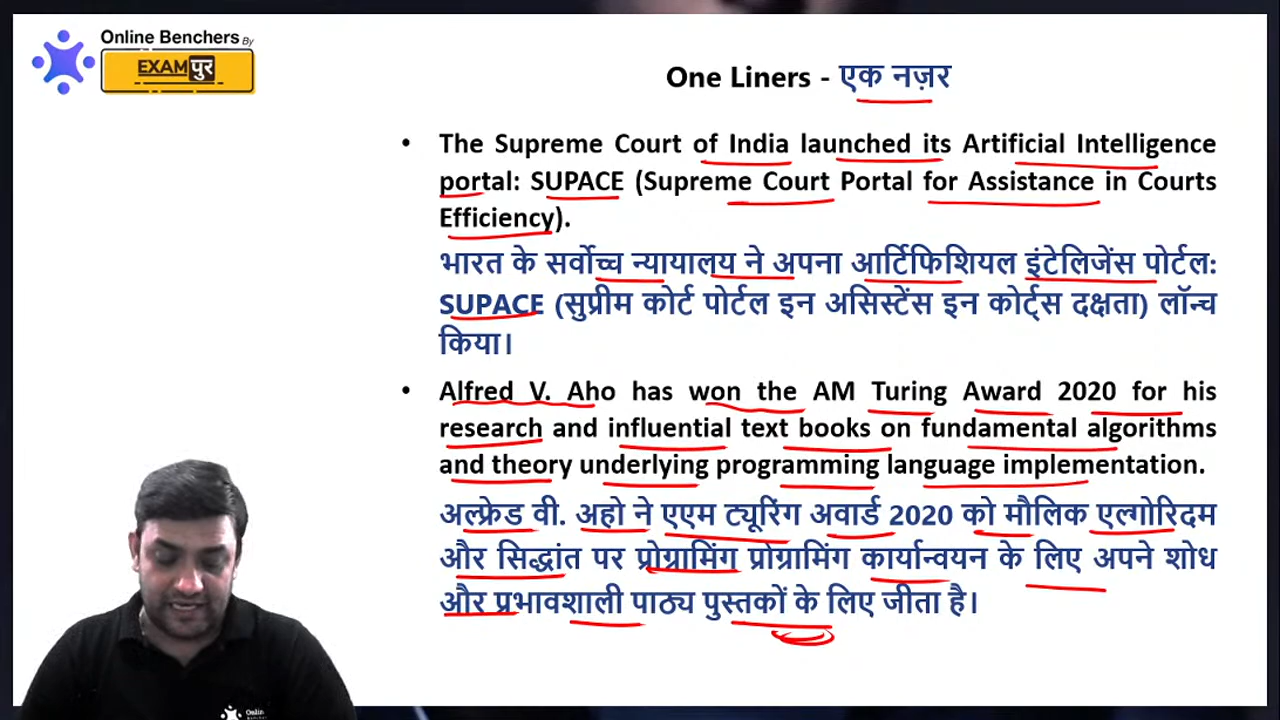 Online Benchers By
EXAMपुर
One Liners - एक नज़र
• The Supreme Court of India launched its Artificial Intelligence
portal: SUPACE (Supreme Court Portal for Assistance in Courts
Efficiency).
भारत के सर्वोच्च न्यायालय ने अपना आर्टिफिशियल इंटेलिजेंस पोर्टल:
SUPACE (सुप्रीम कोर्ट पोर्टल इन असिस्टेंस इन कोर्ट्स दक्षता) लॉन्च
किया।
• Alfred V. Aho has won the AM Turing Award 2020 for his
research and influential text books on fundamental algorithms
and theory underlying programming language implementation.
अल्फ्रेड वी. अहो ने एएम ट्यूरिंग अवार्ड 2020 को मौलिक एल्गोरिदम
और सिद्धांत पर प्रोग्रामिंग प्रोग्रामिंग कार्यान्वयन के लिए अपने शोध
और प्रभावशाली पाठ्य पुस्तकों के लिए जीता है।